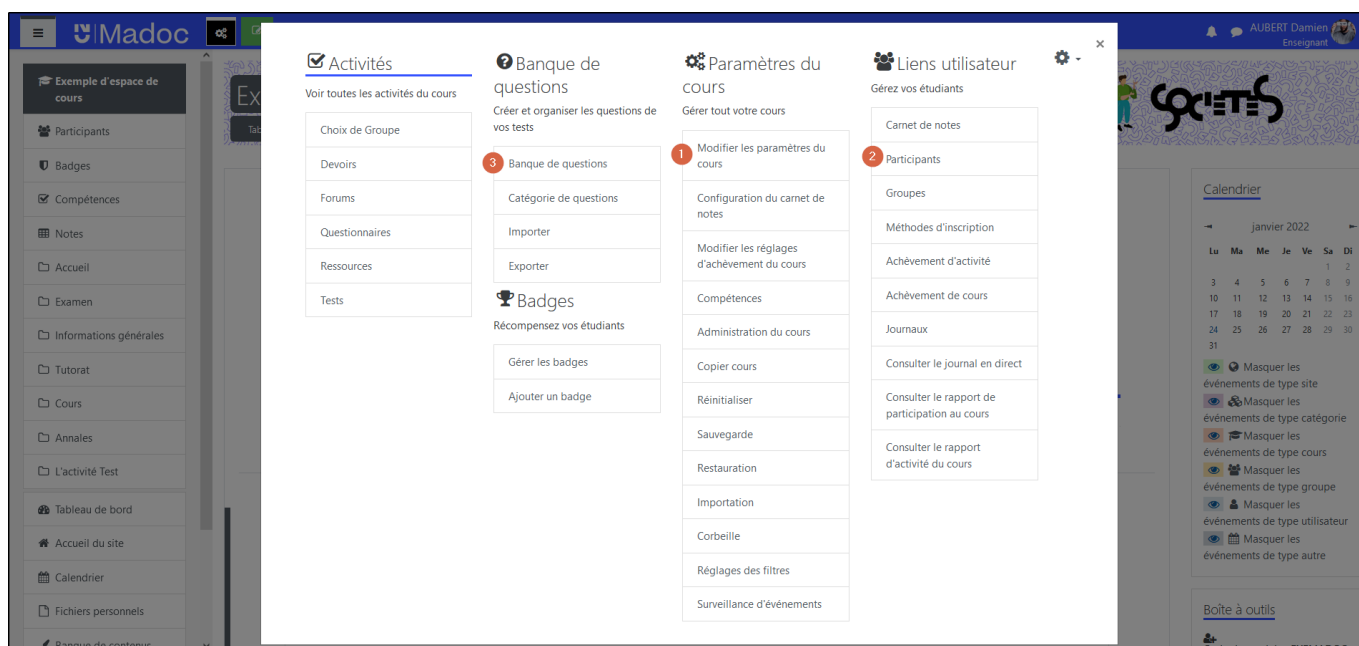 Madoc
AUBERT Damien
Enseignant
Exemple d'espace de
cours
Participants
Badges
Compétences
Notes
Accueil
Examen
Informations générales
Tutorat
Cours
Annales
L'activité Test
Tableau de bord
Accueil du site
Calendrier
Fichiers personnels
Banque de contenus
Ex
Tab
Activités
Voir toutes les activités du cours
Choix de Groupe
Devoirs
Forums
Questionnaires
Ressources
Tests
Banque de
questions
Créer et organiser les questions de
vos tests
3 Banque de questions
Catégorie de questions
Importer
Exporter
Badges
Récompensez vos étudiants
Gérer les badges
Ajouter un badge
Paramètres du
cours
Gérer tout votre cours
1 Modifier les paramètres du
cours
Configuration du carnet de
notes
Modifier les réglages
d'achèvement du cours
Compétences
Administration du cours
Copier cours
Réinitialiser
Sauvegarde
Restauration
Importation
Corbeille
Réglages des filtres
Surveillance d'événements
Liens utilisateur
Gérez vos étudiants
Carnet de notes
2 Participants
Groupes
Méthodes d'inscription
Achèvement d'activité
Achèvement de cours
Journaux
Consulter le journal en direct
Consulter le rapport de
participation au cours
Consulter le rapport
d'activité du cours
×
SOCIETES
Calendrier
janvier 2022
Lu Ma Me Je Ve Sa Di
1 2
3 4 5 6 7 8 9
10 11 12 13 14 15 16
17 18 19 20 21 22 23
24 25 26 27 28 29 30
31
Masquer les
événements de type site
Masquer les
événements de type catégorie
Masquer les
événements de type cours
Masquer les
événements de type groupe
Masquer les
événements de type utilisateur
Masquer les
événements de type autre
Boîte à outils